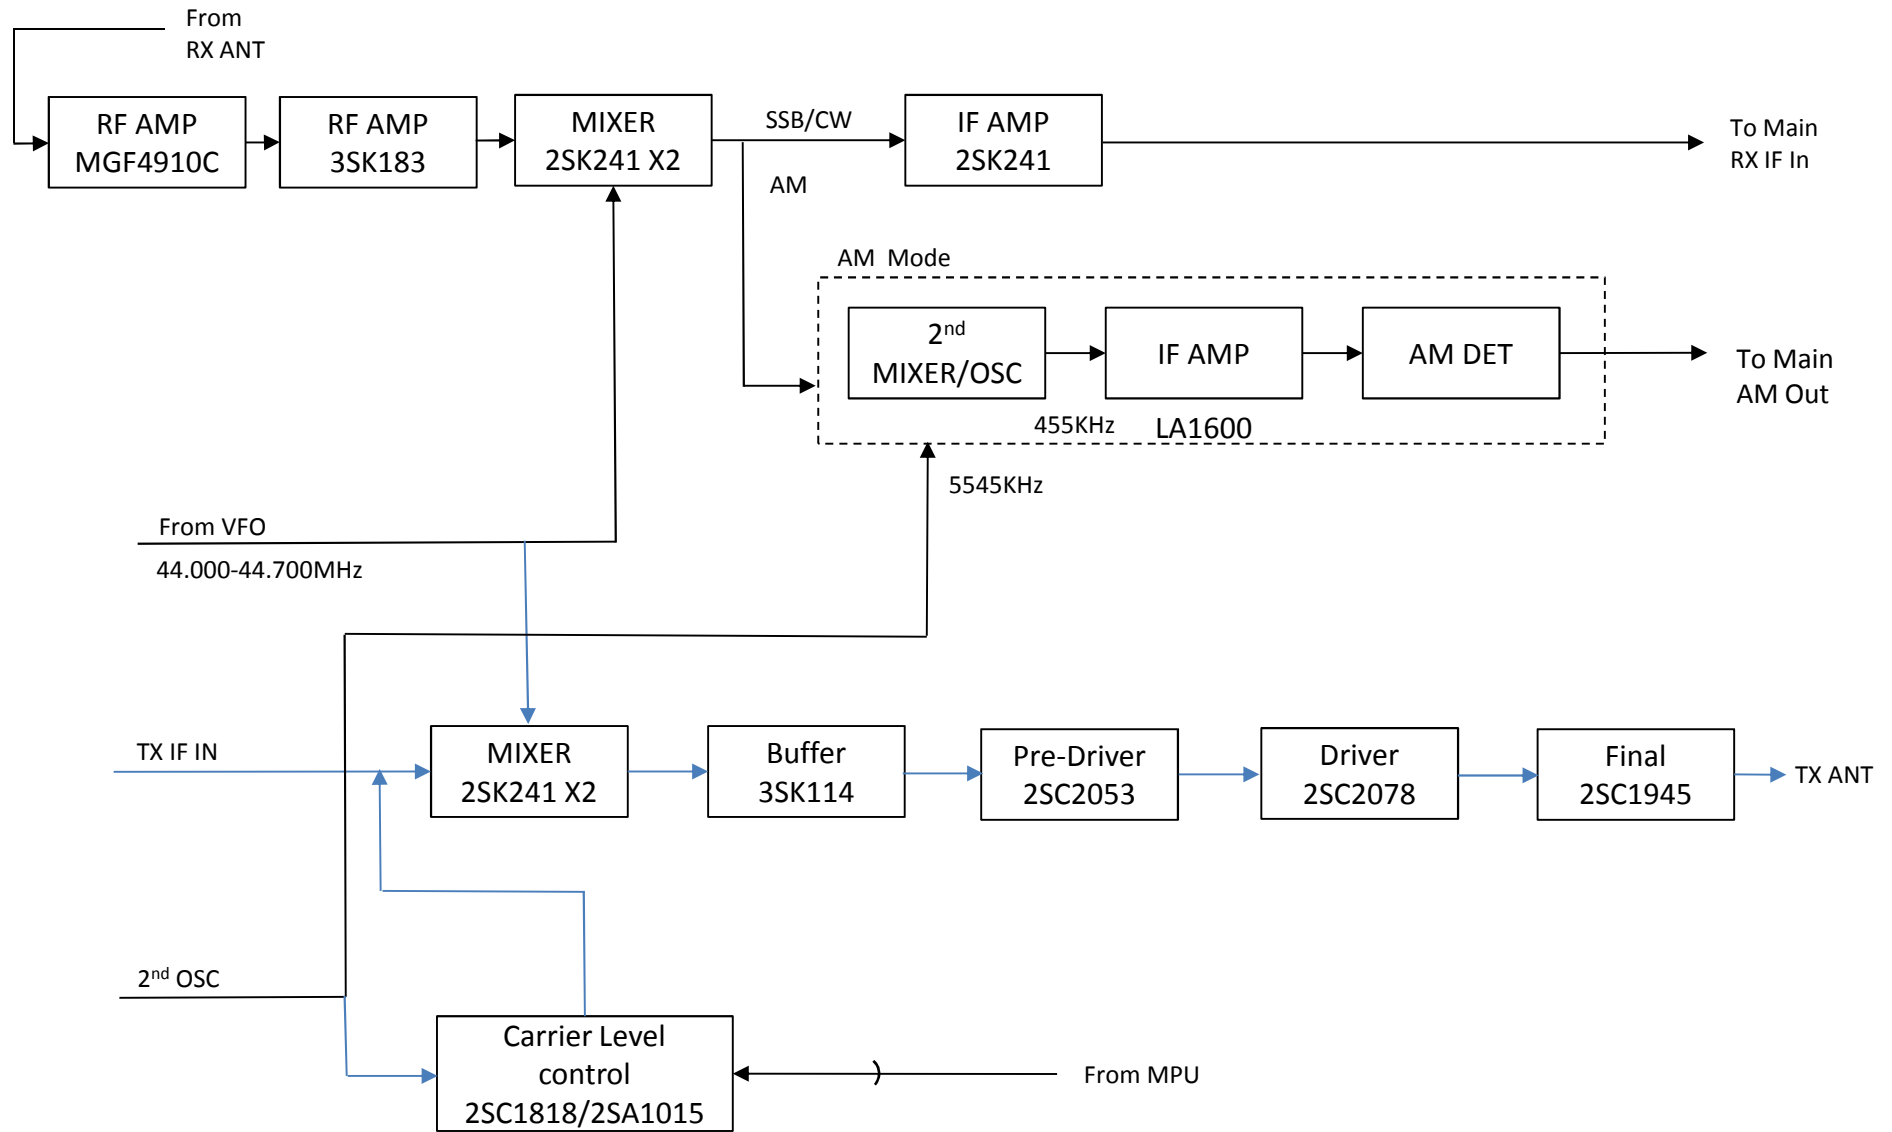 From
RX ANT
RF AMP
MGF4910C
RF AMP
3SK183
MIXER
2SK241 X2
SSB/CW
AM
IF AMP
2SK241
To Main
RX IF In
AM Mode
2nd
MIXER/OSC
IF AMP
AM DET
455KHz
LA1600
To Main
AM Out
5545KHz
From VFO
44.000-44.700MHz
TX IF IN
MIXER
2SK241 X2
Buffer
3SK114
Pre-Driver
2SC2053
Driver
2SC2078
Final
2SC1945
TX ANT
2nd OSC
Carrier Level
control
2SC1818/2SA1015
From MPU